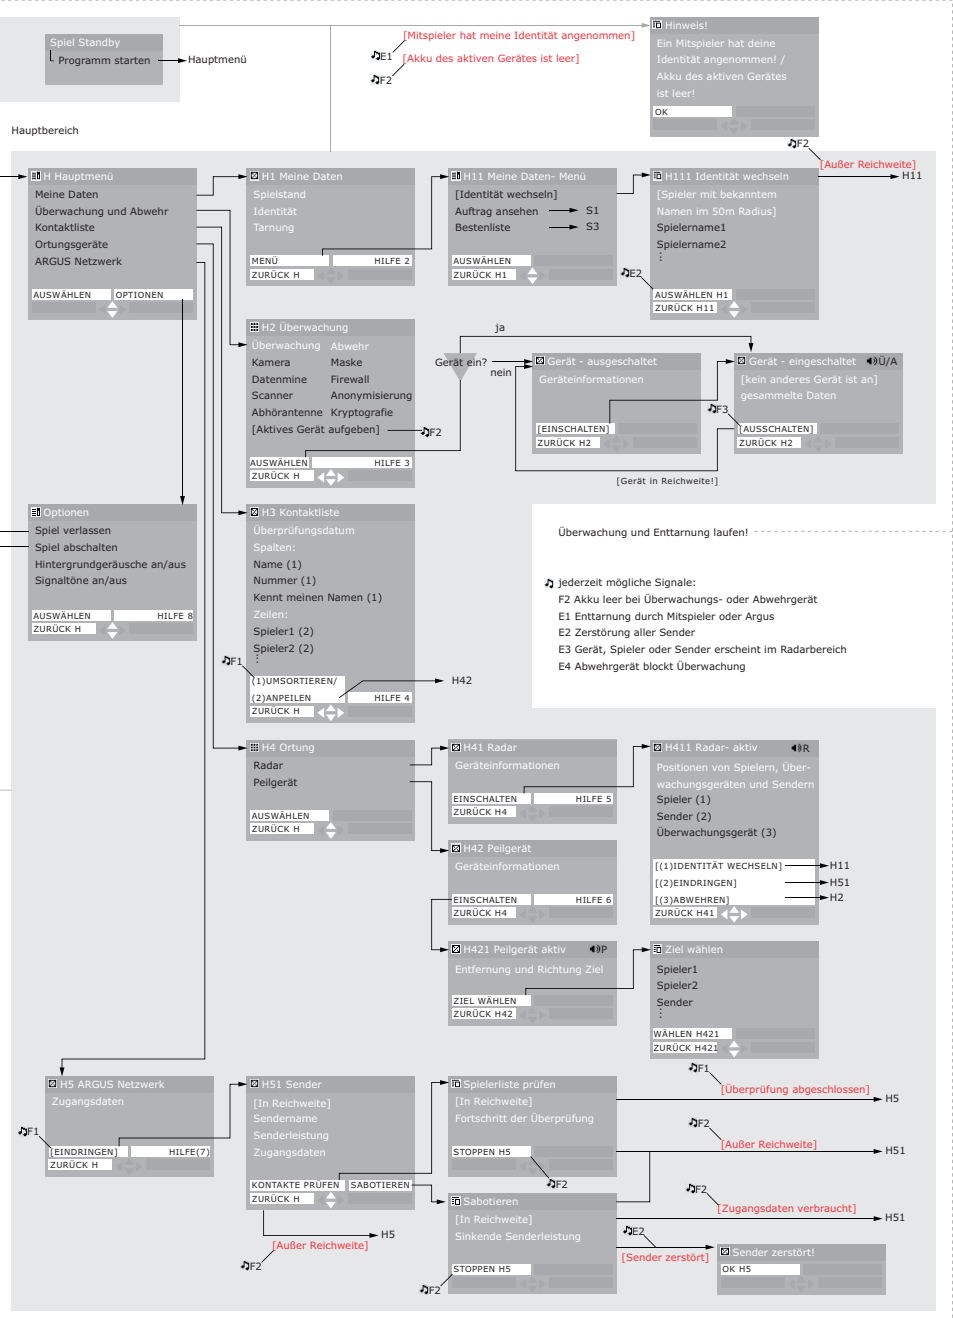 Spiel Standby
Programm starten
Hauptmenü
[Mitspieler hat meine Identität angenommen]
E1
[Akku des aktiven Gerätes ist leer]
F2
Hinweis!
Ein Mitspieler hat deine
Identität angenommen! /
Akku des aktiven Gerätes
ist leer!
OK
Hauptbereich
F2
[Außer Reichweite]
H11
H Hauptmenü
Meine Daten
Überwachung und Abwehr
Kontaktliste
Ortungsgeräte
ARGUS Netzwerk
AUSWÄHLEN
OPTIONEN
H1 Meine Daten
Spielstand
Identität
Tarnung
MENÜ
HILFE 2
ZURÜCK H
H11 Meine Daten- Menü
[Identität wechseln]
Auftrag ansehen
S1
Bestenliste
S3
AUSWÄHLEN
ZURÜCK H1
H111 Identität wechseln
[Spieler mit bekanntem
Namen im 50m Radius]
Spielername1
Spielername2
⋮
E2
AUSWÄHLEN H1
ZURÜCK H11
H2 Überwachung
Überwachung Abwehr
Kamera Maske
Datenmine Firewall
Scanner Anonymisierung
Abhörantenne Kryptografie
[Aktives Gerät aufgeben]
F2
AUSWÄHLEN
HILFE 3
ZURÜCK H
ja
Gerät ein?
nein
Gerät - ausgeschaltet
Geräteinformationen
[EINSCHALTEN]
ZURÜCK H2
Gerät - eingeschaltet
Ü/A
[kein anderes Gerät ist an]
gesammelte Daten
F3
[AUSSCHALTEN]
ZURÜCK H2
[Gerät in Reichweite!]
Optionen
Spiel verlassen
Spiel abschalten
Hintergrundgeräusche an/aus
Signaltöne an/aus
AUSWÄHLEN
HILFE 8
ZURÜCK H
H3 Kontaktliste
Überprüfungsdatum
Spalten:
Name (1)
Nummer (1)
Kennt meinen Namen (1)
Zeilen:
Spieler1 (2)
Spieler2 (2)
⋮
F1
(1)UMSORTIEREN/
(2)ANPEILEN
HILFE 4
ZURÜCK H
H42
Überwachung und Enttarnung laufen!
jederzeit mögliche Signale:
F2 Akku leer bei Überwachungs- oder Abwehrgerät
E1 Enttarnung durch Mitspieler oder Argus
E2 Zerstörung aller Sender
E3 Gerät, Spieler oder Sender erscheint im Radarbereich
E4 Abwehrgerät blockt Überwachung
H4 Ortung
Radar
Peilgerät
AUSWÄHLEN
ZURÜCK H
H41 Radar
Geräteinformationen
EINSCHALTEN
HILFE 5
ZURÜCK H4
H411 Radar- aktiv
R
Positionen von Spielern, Über-
wachungsgeräten und Sendern
Spieler (1)
Sender (2)
Überwachungsgerät (3)
[(1)IDENTITÄT WECHSELN]
H11
[(2)EINDRINGEN]
H51
[(3)ABWEHREN]
H2
ZURÜCK H41
H42 Peilgerät
Geräteinformationen
EINSCHALTEN
HILFE 6
ZURÜCK H4
H421 Peilgerät aktiv
P
Entfernung und Richtung Ziel
ZIEL WÄHLEN
ZURÜCK H42
Ziel wählen
Spieler1
Spieler2
Sender
⋮
WÄHLEN H421
ZURÜCK H421
H5 ARGUS Netzwerk
Zugangsdaten
F1
[EINDRINGEN]
HILFE(7)
ZURÜCK H
H51 Sender
[In Reichweite]
Sendername
Senderleistung
Zugangsdaten
KONTAKTE PRÜFEN
SABOTIEREN
ZURÜCK H
H5
[Außer Reichweite]
F2
Spielerliste prüfen
[In Reichweite]
Fortschritt der Überprüfung
STOPPEN H5
F2
F1
[Überprüfung abgeschlossen]
H5
F2
[Außer Reichweite]
H51
Sabotieren
[In Reichweite]
Sinkende Senderleistung
STOPPEN H5
F2
F2
[Zugangsdaten verbraucht]
H51
E2
[Sender zerstört]
Sender zerstört!
OK H5